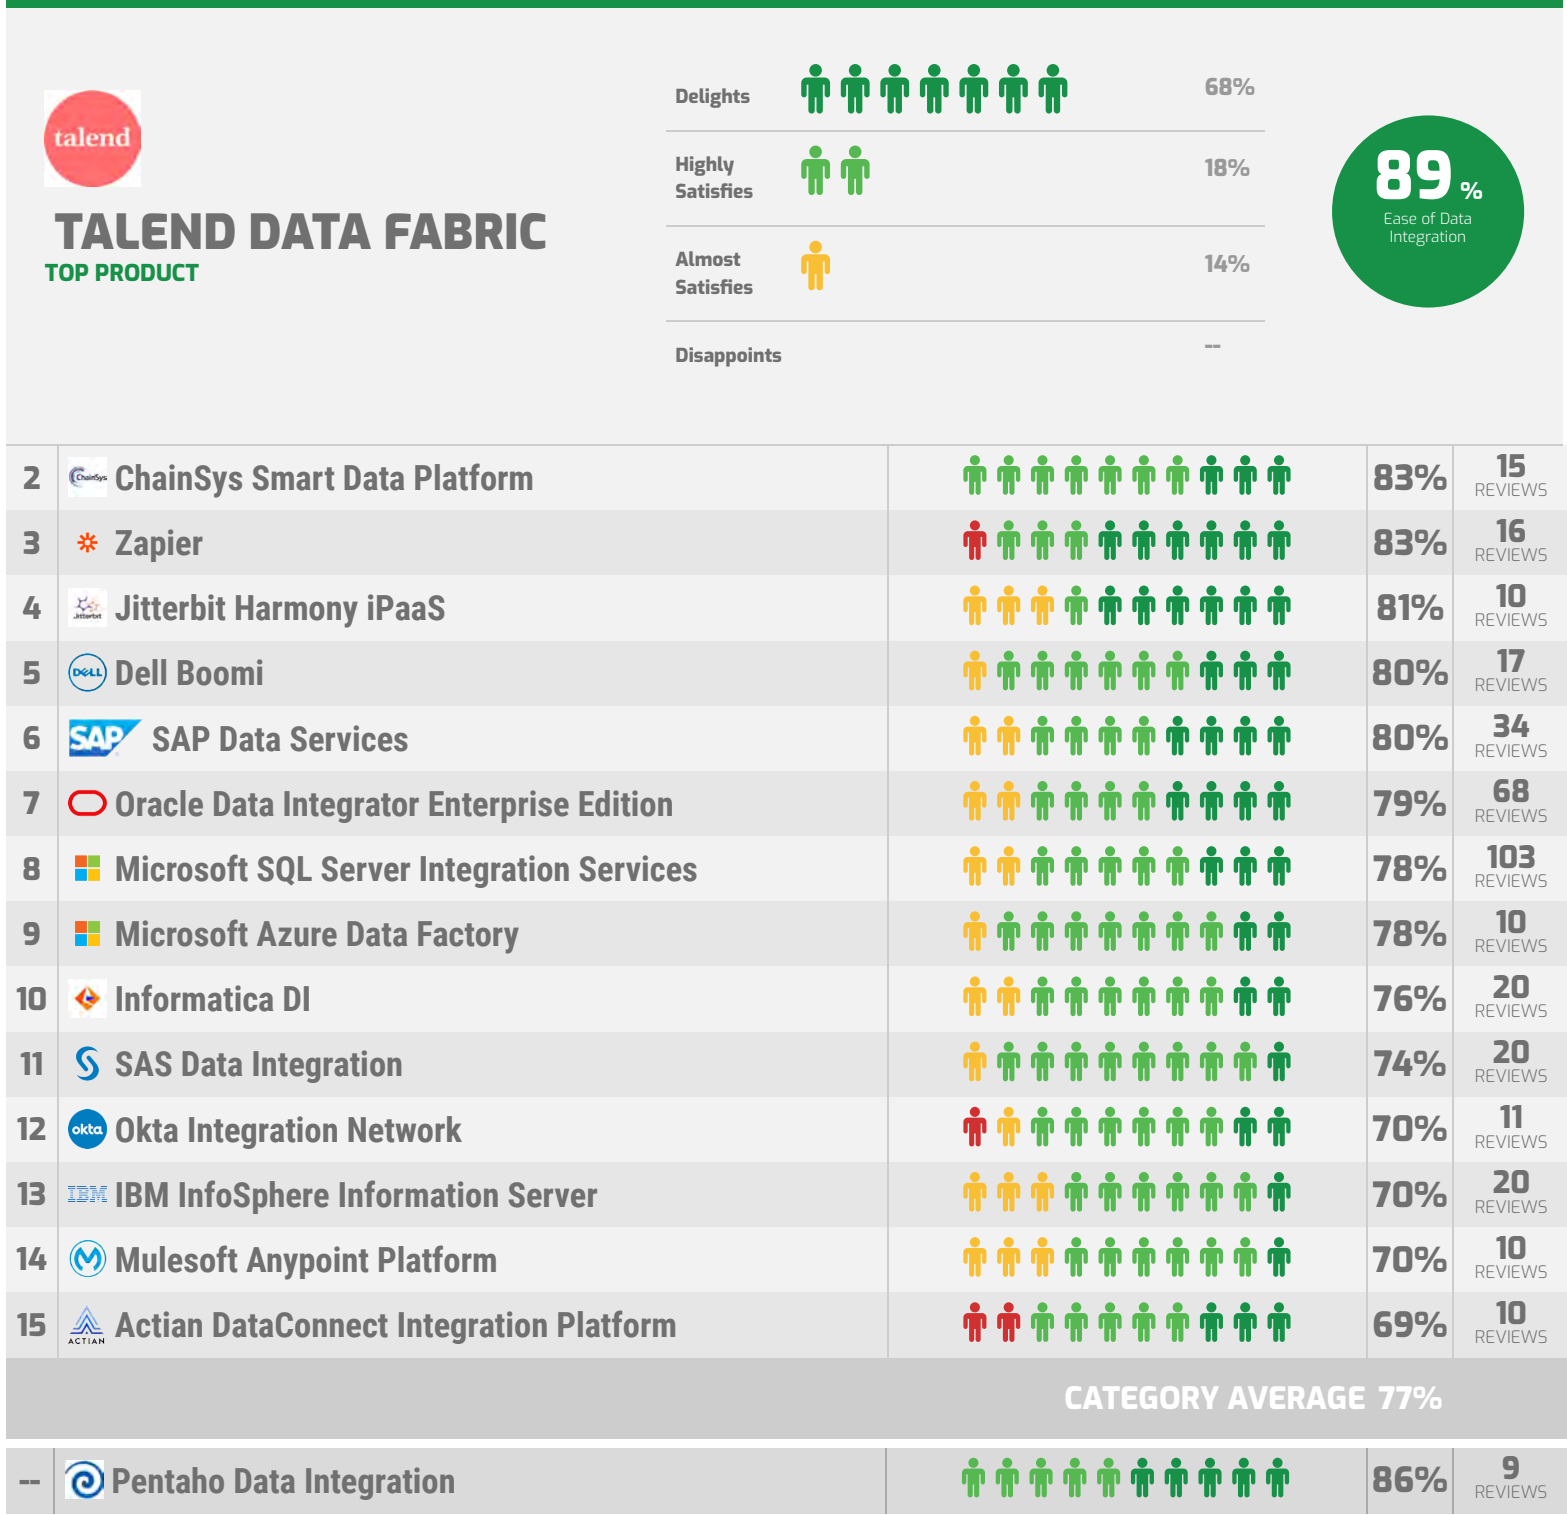 talend
TALEND DATA FABRIC
TOP PRODUCT
Delights 68%
Highly
Satisfies 18%
Almost
Satisfies 14%
Disappoints --
89 %
Ease of Data
Integration
2 ChainSys ChainSys Smart Data Platform 83% 15 REVIEWS
3 Zapier 83% 16 REVIEWS
4 Jitterbit Jitterbit Harmony iPaaS 81% 10 REVIEWS
5 DELL Dell Boomi 80% 17 REVIEWS
6 SAP SAP Data Services 80% 34 REVIEWS
7 Oracle Data Integrator Enterprise Edition 79% 68 REVIEWS
8 Microsoft SQL Server Integration Services 78% 103 REVIEWS
9 Microsoft Azure Data Factory 78% 10 REVIEWS
10 Informatica DI 76% 20 REVIEWS
11 SAS Data Integration 74% 20 REVIEWS
12 okta Okta Integration Network 70% 11 REVIEWS
13 IBM IBM InfoSphere Information Server 70% 20 REVIEWS
14 Mulesoft Anypoint Platform 70% 10 REVIEWS
15 ACTIAN Actian DataConnect Integration Platform 69% 10 REVIEWS
CATEGORY AVERAGE 77%
-- Pentaho Data Integration 86% 9 REVIEWS